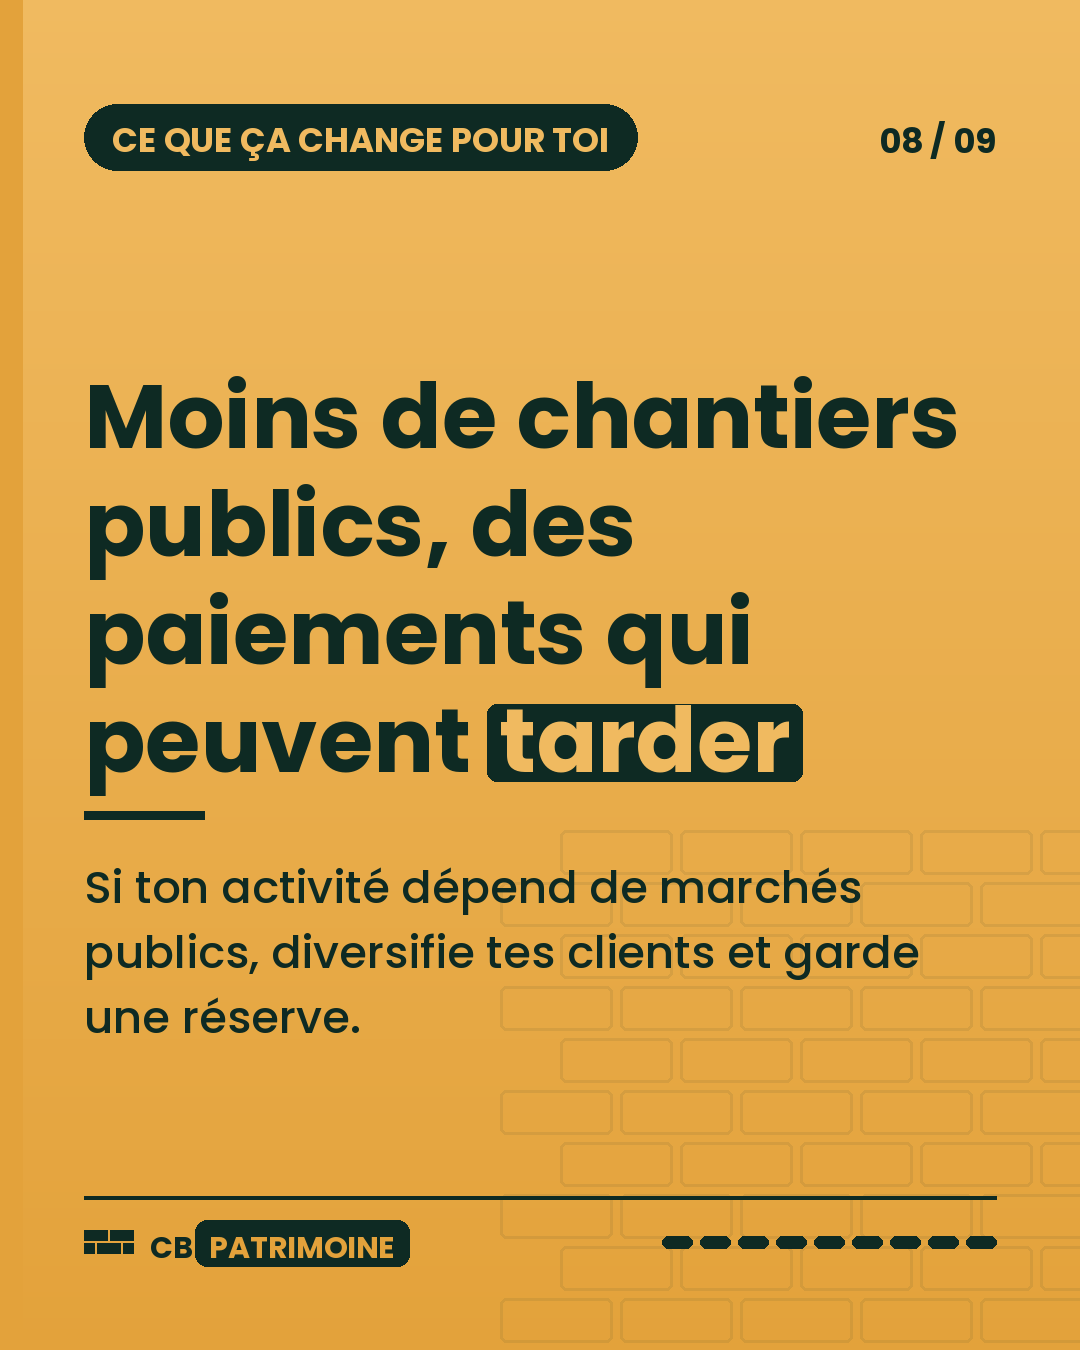 CE QUE ÇA CHANGE POUR TOI
08 / 09
Moins de chantiers
publics, des
paiements qui
peuvent tarder
Si ton activité dépend de marchés
publics, diversifie tes clients et garde
une réserve.
CB PATRIMOINE